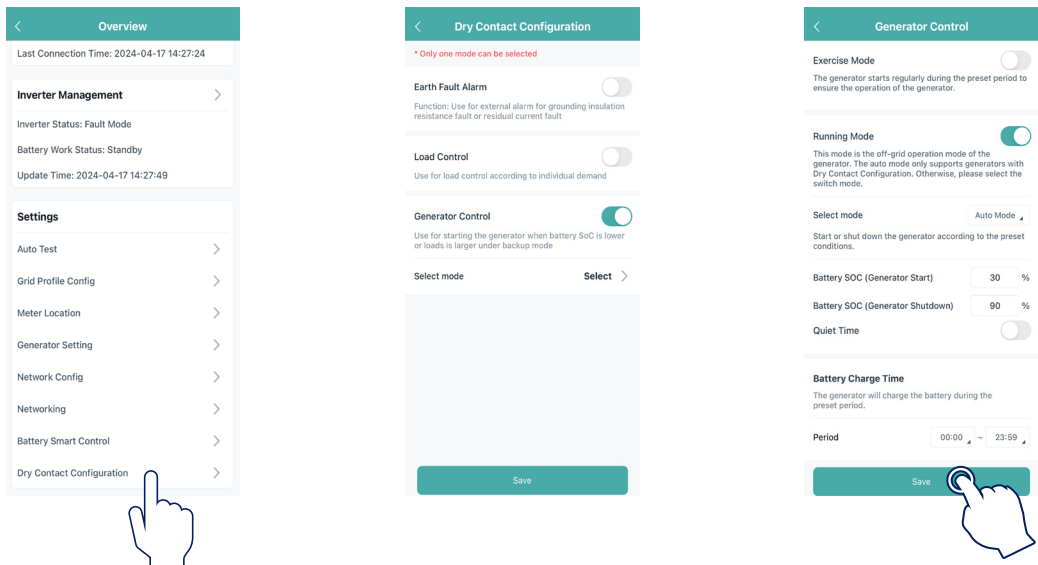 Overview
Last Connection Time: 2024-04-17 14:27:24
Inverter Management
Inverter Status: Fault Mode
Battery Work Status: Standby
Update Time: 2024-04-17 14:27:49
Settings
Auto Test
Grid Profile Config
Meter Location
Generator Setting
Network Config
Networking
Battery Smart Control
Dry Contact Configuration
Dry Contact Configuration
* Only one mode can be selected
Earth Fault Alarm
Function: Use for external alarm for grounding insulation
resistance fault or residual current fault
Load Control
Use for load control according to individual demand
Generator Control
Use for starting the generator when battery SoC is lower
or loads is larger under backup mode
Select mode Select
Save
Generator Control
Exercise Mode
The generator starts regularly during the preset period to
ensure the operation of the generator.
Running Mode
This mode is the off-grid operation mode of the
generator. The auto mode only supports generators with
Dry Contact Configuration. Otherwise, please select the
switch mode.
Select mode Auto Mode
Start or shut down the generator according to the preset
conditions.
Battery SOC (Generator Start) 30 %
Battery SOC (Generator Shutdown) 90 %
Quiet Time
Battery Charge Time
The generator will charge the battery during the
preset period.
Period 00:00 ~ 23:59
Save